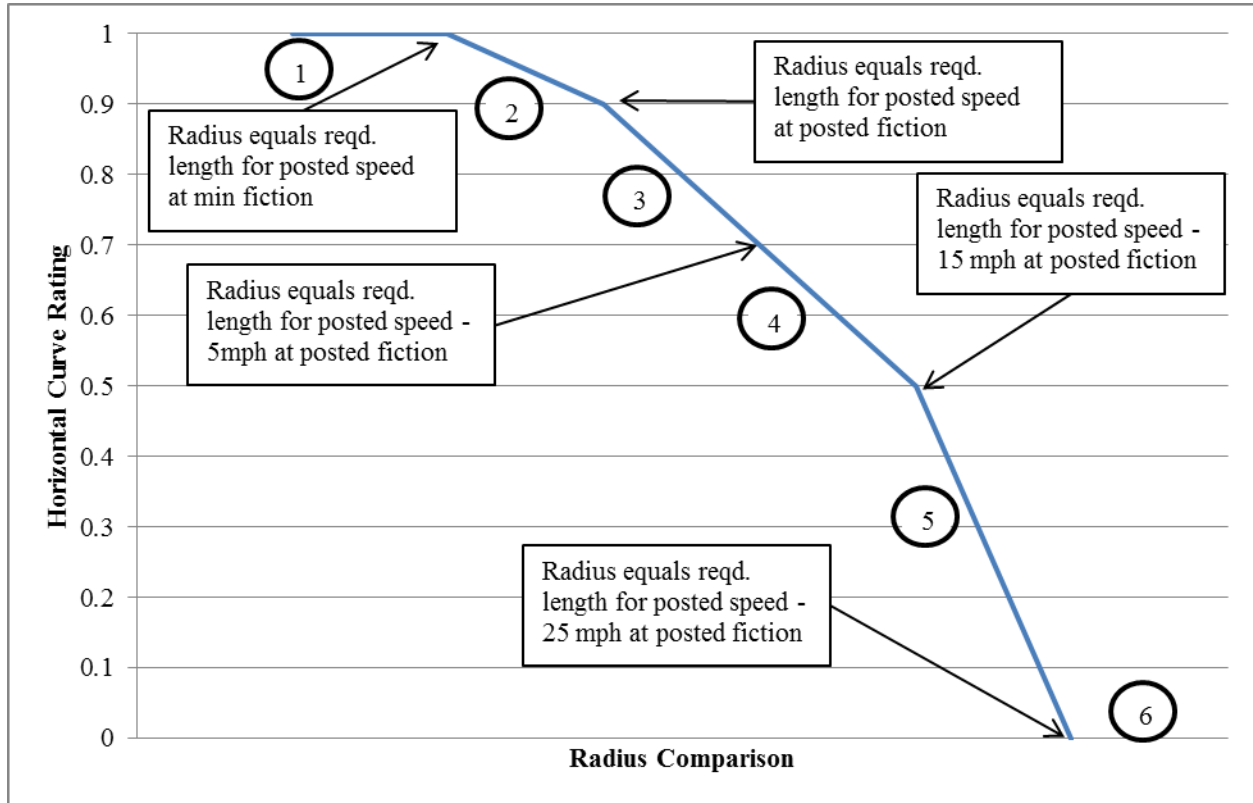 1
0.9
0.8
0.7
0.6
0.5
0.4
0.3
0.2
0.1
0
Horizontal Curve Rating
Radius Comparison
1
2
3
4
5
6
Radius equals reqd.
length for posted speed
at min fiction
Radius equals reqd.
length for posted speed
at posted fiction
Radius equals reqd.
length for posted speed -
5mph at posted fiction
Radius equals reqd.
length for posted speed -
15 mph at posted fiction
Radius equals reqd.
length for posted speed -
25 mph at posted fiction